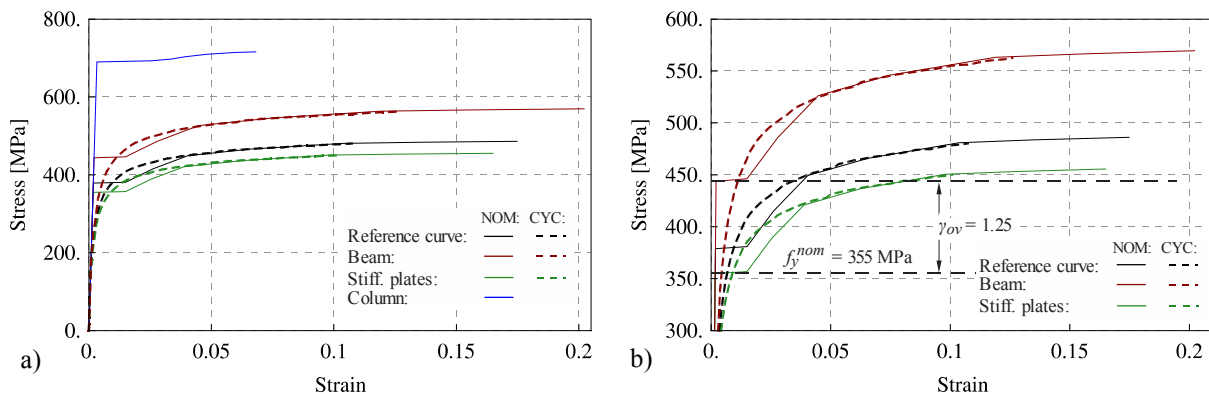 800.
600.
400.
200.
0.
Stress [MPa]
0.
0.05
0.1
0.15
0.2
Strain
a)
NOM: CYC:
Reference curve:
Beam:
Stiff. plates:
Column:
600.
550.
500.
450.
400.
350.
300.
Stress [MPa]
0.
0.05
0.1
0.15
0.2
Strain
b)
γov = 1.25
fy^nom = 355 MPa
NOM: CYC:
Reference curve:
Beam:
Stiff. plates: